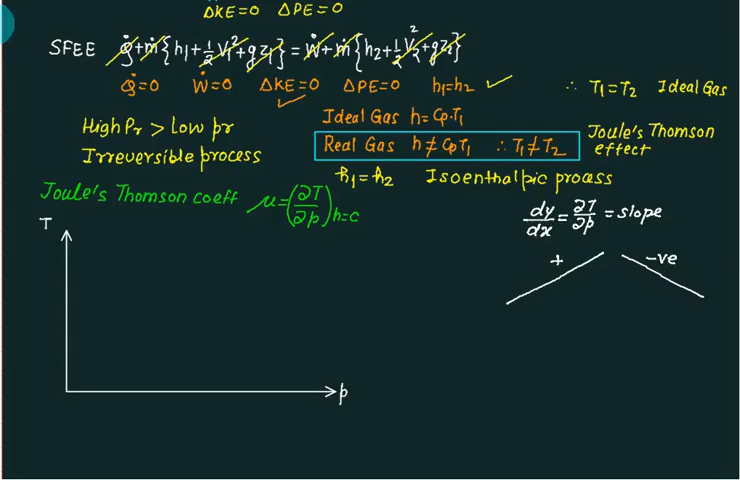 ΔKE=0 ΔPE=0
SFEE Q̇+ṁ{h₁+½V₁²+gz₁} = Ẇ+ṁ{h₂+½V₂²+gz₂}
Q̇=0 Ẇ=0 ΔKE=0 ΔPE=0 h₁=h₂ ✓ ∴ T₁=T₂ Ideal Gas
High Pr > Low pr
Irreversible process
Ideal Gas h=Cp.T₁
Real Gas h≠CpT₁ ∴ T₁≠T₂
Joule's Thomson
effect
h₁=h₂ Isoenthalpic process
Joule's Thomson coeff μ=(∂T/∂p)h=c
dy/dx = ∂T/∂p = slope
T
+ -ve
p